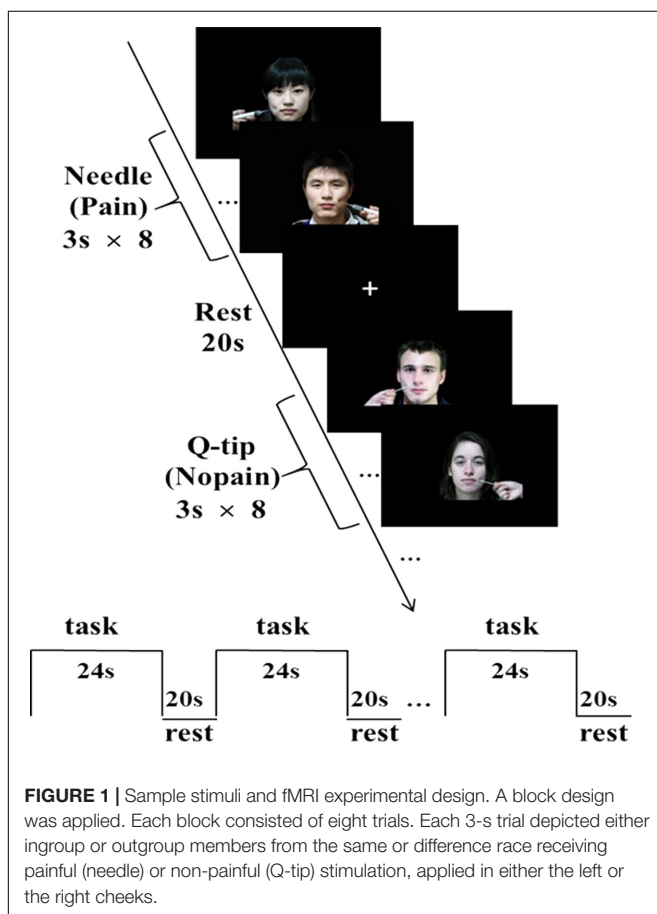 Needle
(Pain)
3s × 8
...
Rest
20s
+
Q-tip
(Nopain)
3s × 8
...
...
task
24s
20s
rest
task
24s
20s
rest
...
task
24s
20s
rest
FIGURE 1 | Sample stimuli and fMRI experimental design. A block design
was applied. Each block consisted of eight trials. Each 3-s trial depicted either
ingroup or outgroup members from the same or difference race receiving
painful (needle) or non-painful (Q-tip) stimulation, applied in either the left or
the right cheeks.